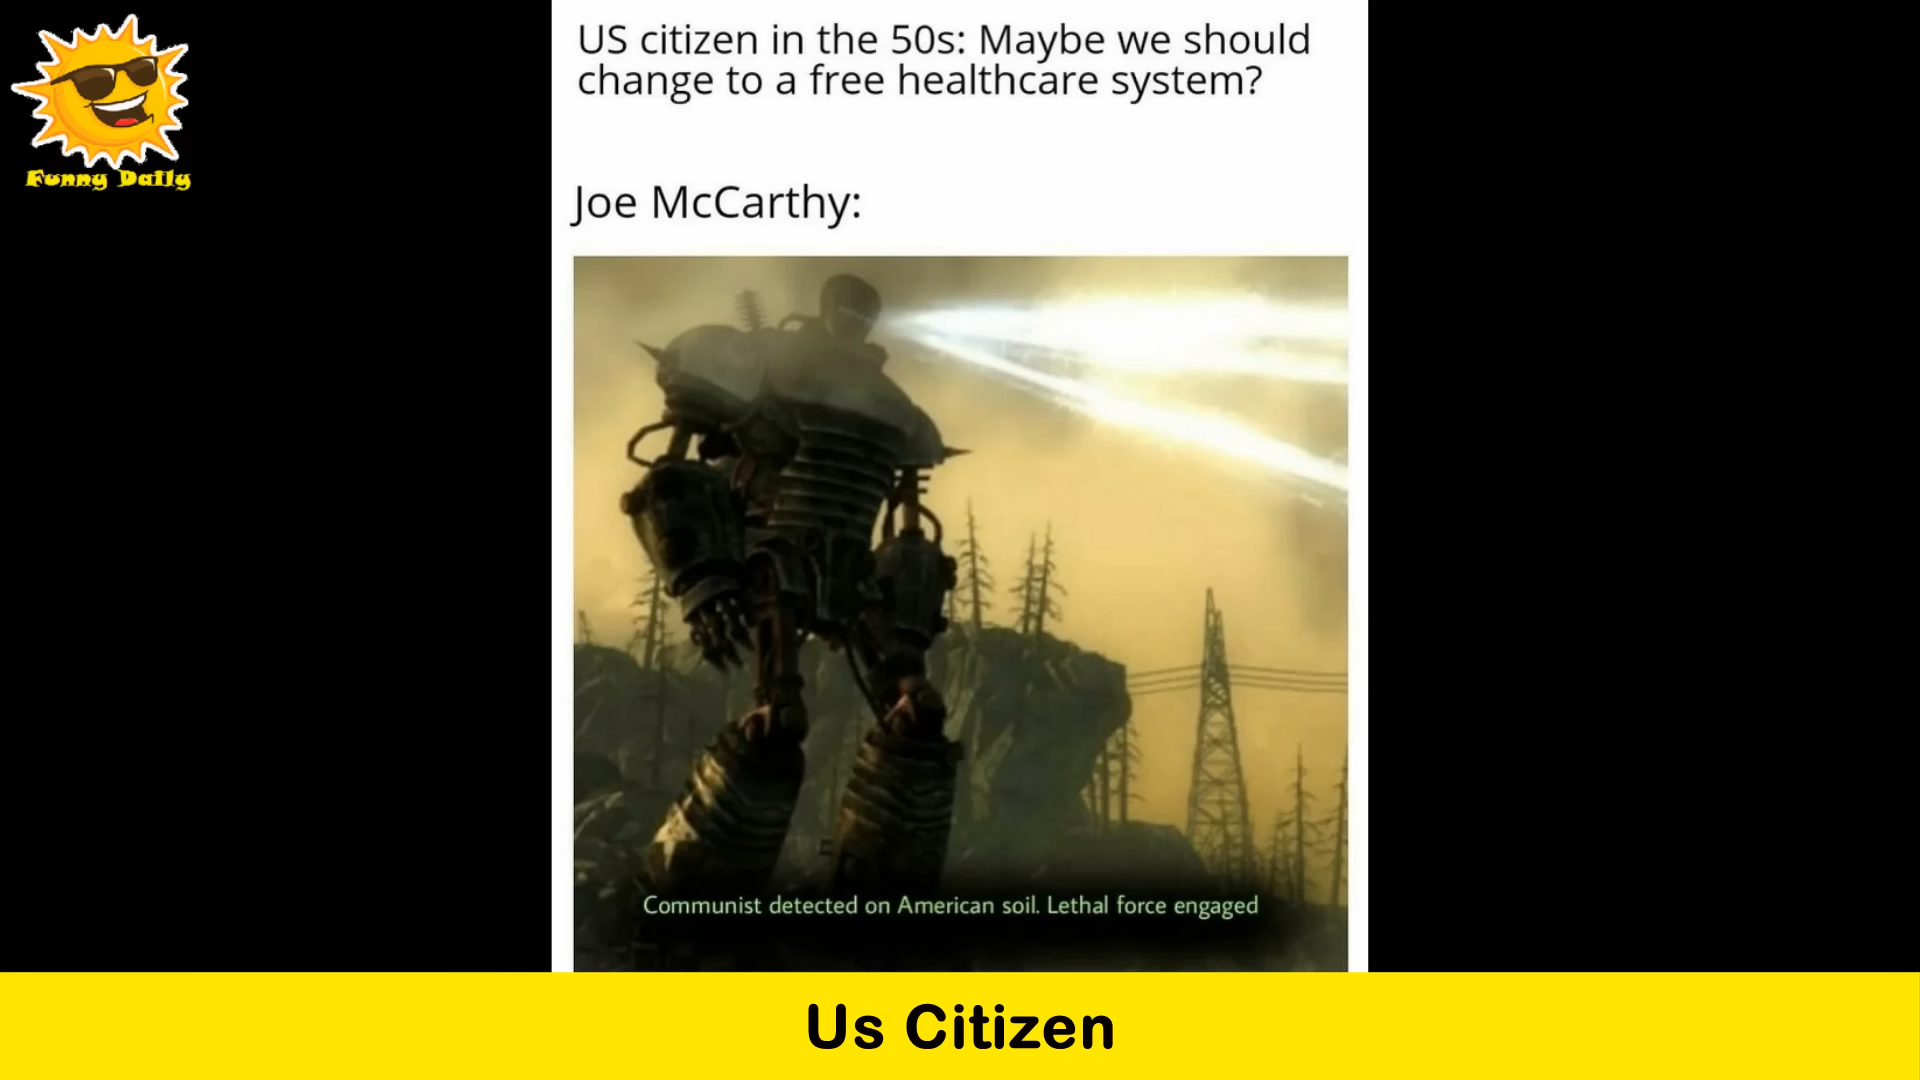 US citizen in the 50s: Maybe we should
change to a free healthcare system?
Joe McCarthy:
Communist detected on American soil. Lethal force engaged
Funny Daily
Us Citizen